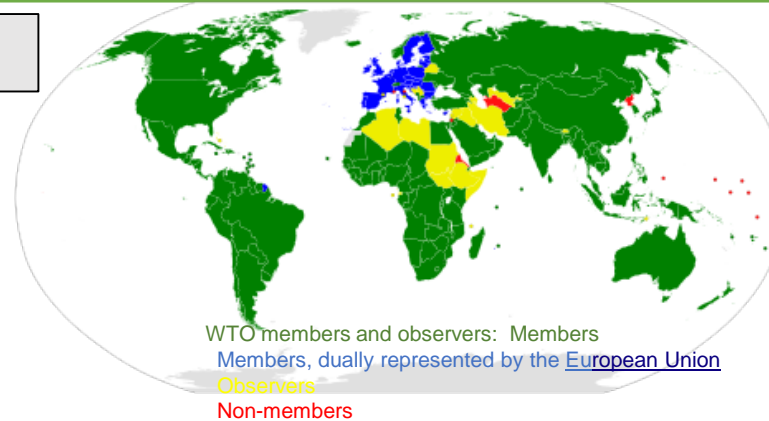 WTO members and observers: Members
Members, dually represented by the European Union
Observers
Non-members